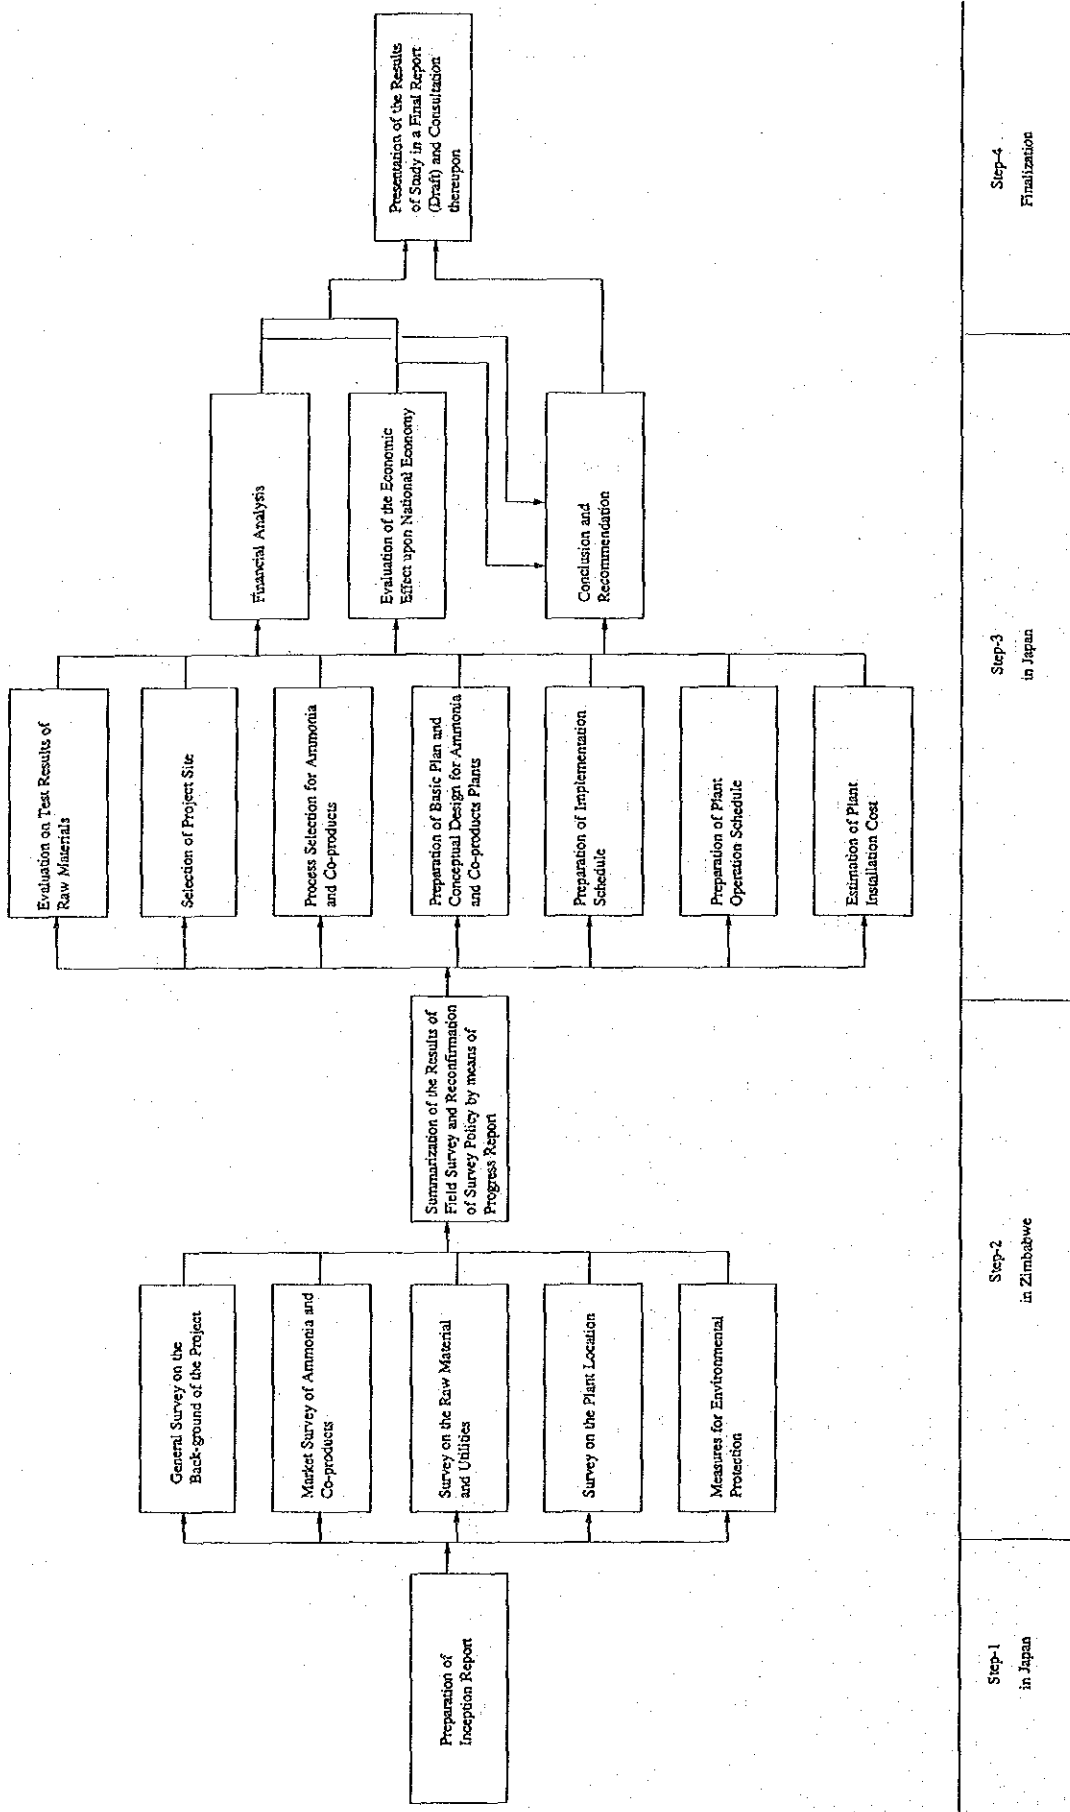 Preparation of
Inception Report
General Survey on the
Back-ground of the Project
Market Survey of Ammonia and
Co-products
Survey on the Raw Material
and Utilities
Survey on the Plant Location
Measures for Environmental
Protection
Summarization of the Results of
Field Survey and Reconfirmation
of Survey Policy by means of
Progress Report
Evaluation on Test Results of
Raw Materials
Selection of Project Site
Process Selection for Ammonia
and Co-products
Preparation of Basic Plan and
Conceptual Design for Ammonia
and Co-products Plants
Preparation of Implementation
Schedule
Preparation of Plant
Operation Schedule
Estimation of Plant
Installation Cost
Financial Analysis
Evaluation of the Economic
Effect upon National Economy
Conclusion and
Recommendation
Presentation of the Results
of Study in a Final Report
(Draft) and Consultation
thereupon
Step-1
in Japan
Step-2
in Zimbabwe
Step-3
in Japan
Step-4
Finalization